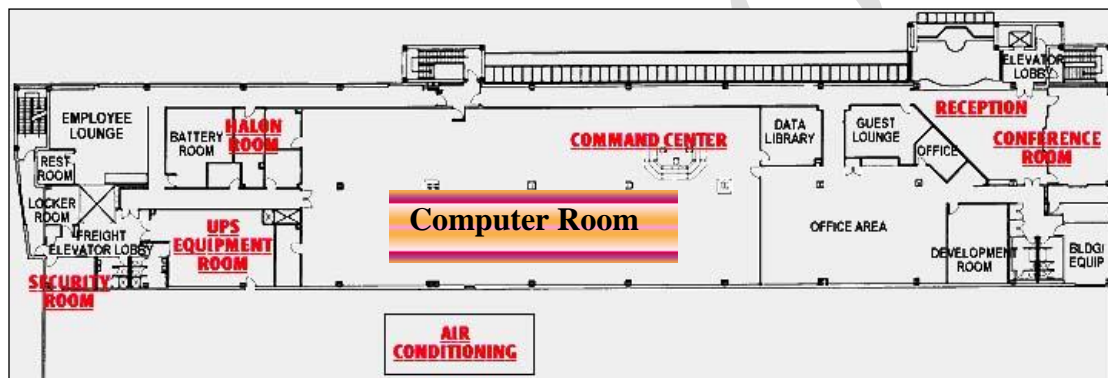 ELEVATOR
LOBBY
RECEPTION
EMPLOYEE
LOUNGE
HALON
ROOM
BATTERY
ROOM
COMMAND CENTER
DATA
LIBRARY
GUEST
LOUNGE
OFFICE
CONFERENCE
ROOM
REST
ROOM
LOCKER
ROOM
FREIGHT
ELEVATOR LOBBY
UPS
EQUIPMENT
ROOM
Computer Room
OFFICE AREA
DEVELOPMENT
ROOM
BLDG/
EQUIP
SECURITY
ROOM
AIR
CONDITIONING